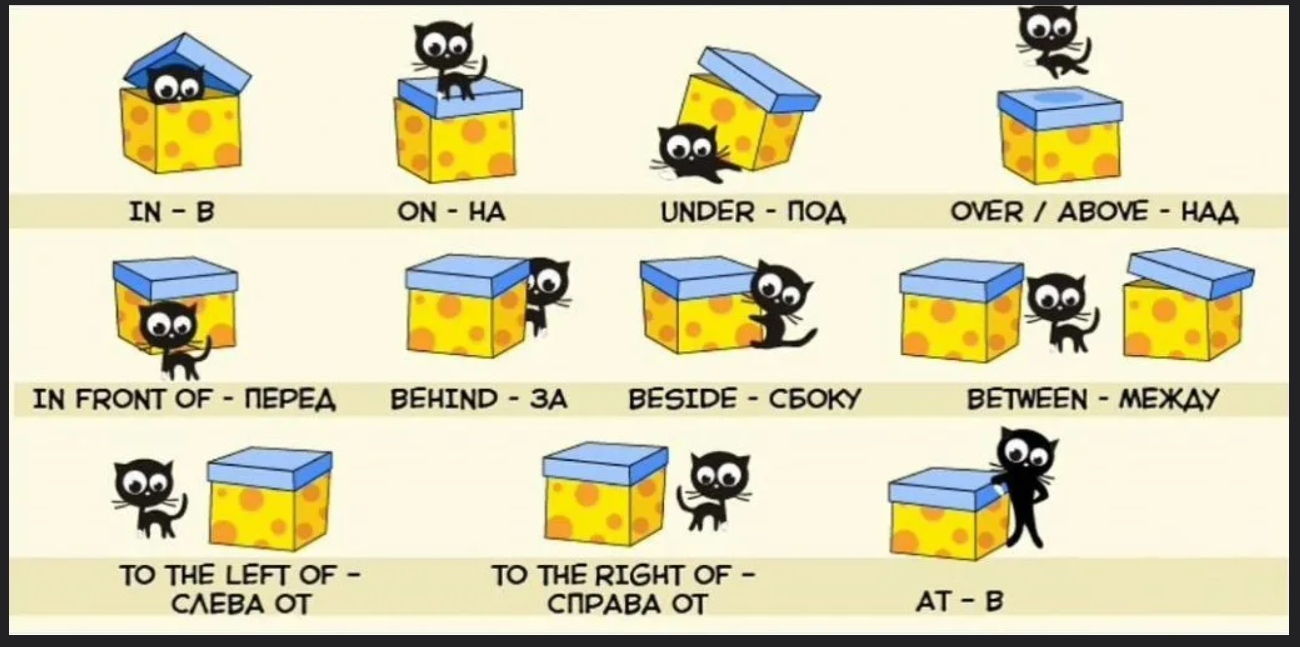 IN – В
ON - НА
UNDER - ПОД
OVER / ABOVE - НАД
IN FRONT OF - ПЕРЕД
BEHIND - ЗА
BESIDE - СБОКУ
BETWEEN - МЕЖДУ
TO THE LEFT OF –
СЛЕВА ОТ
TO THE RIGHT OF –
СПРАВА ОТ
AT – В